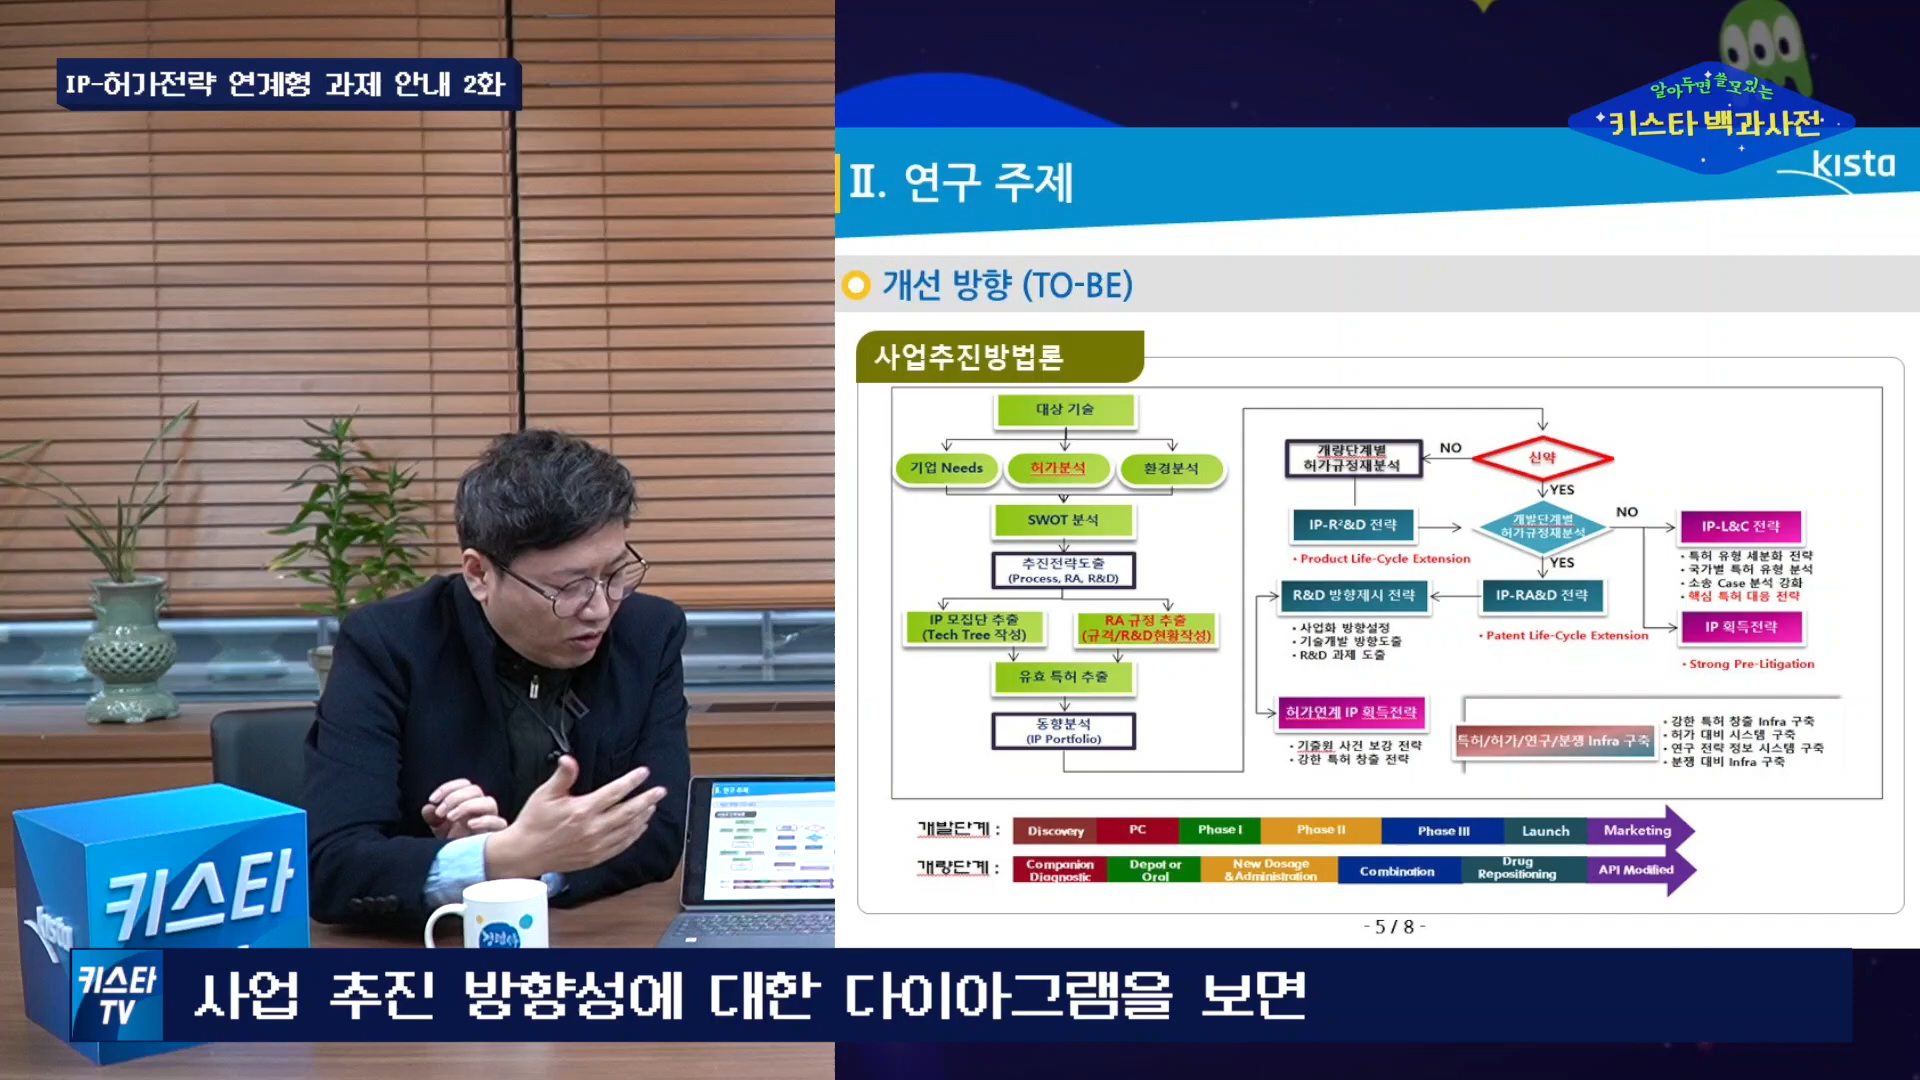 IP-허가전략 연계형 과제 안내 2화
알아두면 쓸모있는
키스타 백과사전
kista
Ⅱ. 연구 주제
개선 방향 (TO-BE)
사업추진방법론
대상 기술
기업 Needs
허가분석
환경분석
SWOT 분석
추진전략도출
(Process, RA, R&D)
IP 모집단 추출
(Tech Tree 작성)
RA 규정 추출
(규격/R&D현황작성)
유효 특허 추출
동향분석
(IP Portfolio)
개량단계별
허가규정재분석
NO
신약
YES
IP-R²&D 전략
• Product Life-Cycle Extension
개발단계별
허가규정재분석
NO
YES
IP-L&C 전략
• 특허 유형 세분화 전략
• 국가별 특허 유형 분석
• 소송 Case 분석 강화
• 핵심 특허 대응 전략
R&D 방향제시 전략
• 사업화 방향설정
• 기술개발 방향도출
• R&D 과제 도출
IP-RA&D 전략
• Patent Life-Cycle Extension
IP 획득전략
• Strong Pre-Litigation
허가연계 IP 획득전략
• 기출원 사건 보강 전략
• 강한 특허 창출 전략
특허/허가/연구/분쟁 Infra 구축
• 강한 특허 창출 Infra 구축
• 허가 대비 시스템 구축
• 연구 전략 정보 시스템 구축
• 분쟁 대비 Infra 구축
개발단계 :
Discovery
PC
Phase I
Phase II
Phase III
Launch
Marketing
개량단계 :
Companion
Diagnostic
Depot or
Oral
New Dosage
&Administration
Combination
Drug
Repositioning
API Modified
- 5 / 8 -
키스타
kista
키스타
TV
사업 추진 방향성에 대한 다이아그램을 보면